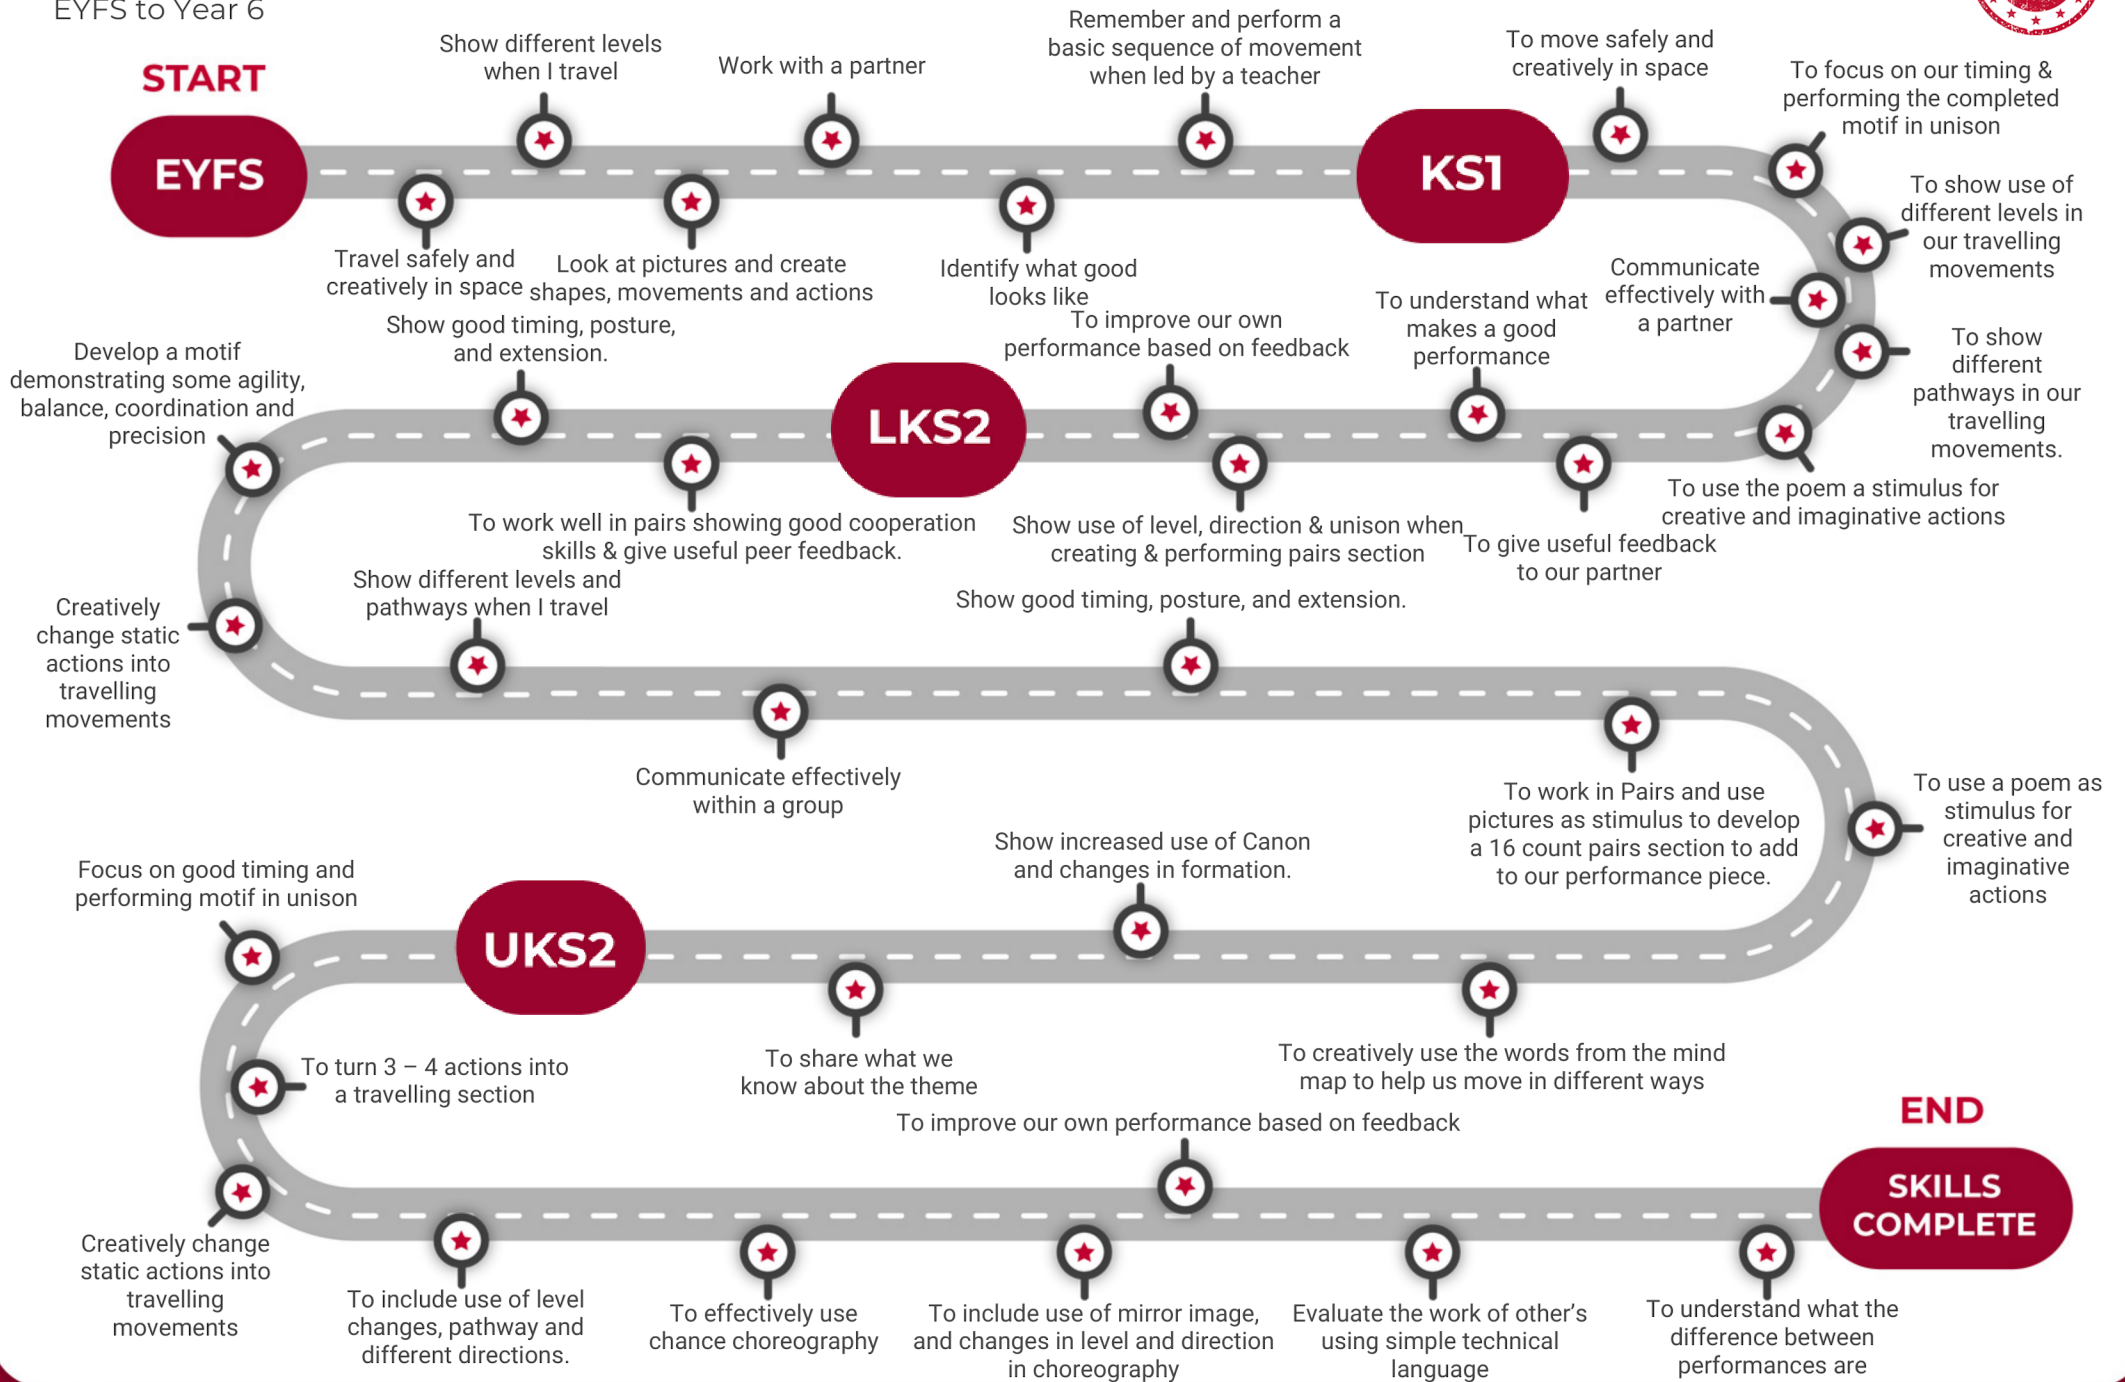 EYFS to Year 6
START
EYFS
Show different levels
when I travel
Work with a partner
Remember and perform a
basic sequence of movement
when led by a teacher
Travel safely and
creatively in space
Look at pictures and create
shapes, movements and actions
Identify what good
looks like
KS1
To move safely and
creatively in space
To focus on our timing &
performing the completed
motif in unison
To show use of
different levels in
our travelling
movements
Communicate
effectively with
a partner
To show
different
pathways in our
travelling
movements.
To use the poem a stimulus for
creative and imaginative actions
To understand what
makes a good
performance
To give useful feedback
to our partner
To improve our own
performance based on feedback
Show use of level, direction & unison when
creating & performing pairs section
LKS2
To work well in pairs showing good cooperation
skills & give useful peer feedback.
Show good timing, posture,
and extension.
Develop a motif
demonstrating some agility,
balance, coordination and
precision
Creatively
change static
actions into
travelling
movements
Show different levels and
pathways when I travel
Communicate effectively
within a group
Show good timing, posture, and extension.
To work in Pairs and use
pictures as stimulus to develop
a 16 count pairs section to add
to our performance piece.
To use a poem as
stimulus for
creative and
imaginative
actions
To creatively use the words from the mind
map to help us move in different ways
Show increased use of Canon
and changes in formation.
To share what we
know about the theme
UKS2
Focus on good timing and
performing motif in unison
To turn 3 – 4 actions into
a travelling section
Creatively change
static actions into
travelling
movements
To include use of level
changes, pathway and
different directions.
To effectively use
chance choreography
To include use of mirror image,
and changes in level and direction
in choreography
To improve our own performance based on feedback
Evaluate the work of other's
using simple technical
language
To understand what the
difference between
performances are
END
SKILLS
COMPLETE